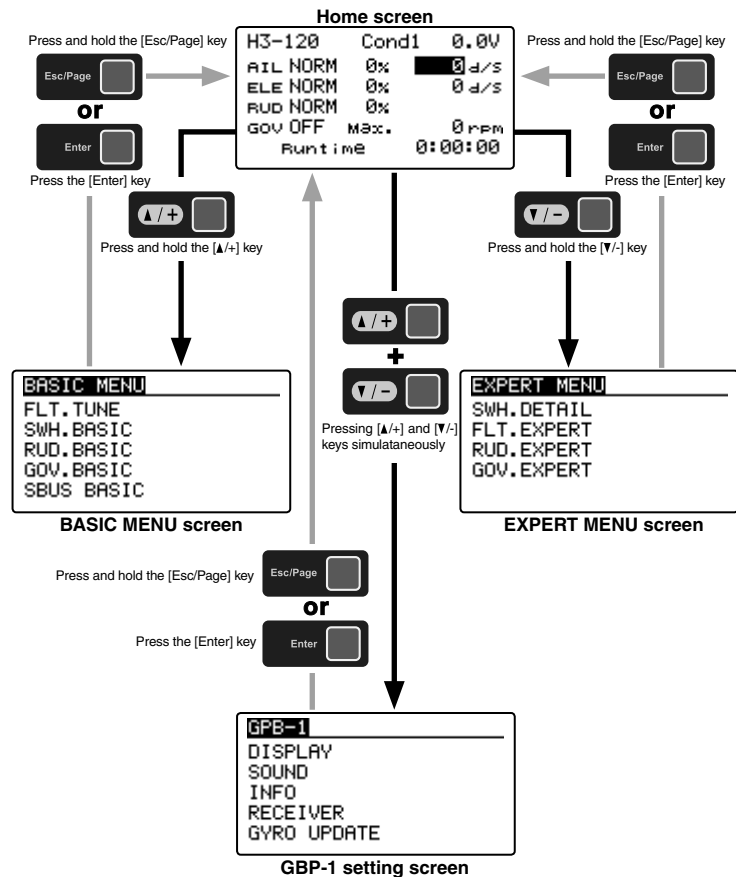 Home screen
Press and hold the [Esc/Page] key
Esc/Page
or
Enter
Press the [Enter] key
H3-120 Cond1 0.0V
AIL NORM 0% 0 d/s
ELE NORM 0% 0 d/s
RUD NORM 0%
GOV OFF Max. 0 rpm
Runtime 0:00:00
Press and hold the [Esc/Page] key
Esc/Page
or
Enter
Press the [Enter] key
▲/+
Press and hold the [▲/+] key
▼/-
Press and hold the [▼/-] key
▲/+
+
▼/-
Pressing [▲/+] and [▼/-]
keys simulataneously
BASIC MENU
FLT.TUNE
SWH.BASIC
RUD.BASIC
GOV.BASIC
SBUS BASIC
BASIC MENU screen
EXPERT MENU
SWH.DETAIL
FLT.EXPERT
RUD.EXPERT
GOV.EXPERT
EXPERT MENU screen
Press and hold the [Esc/Page] key
Esc/Page
or
Press the [Enter] key
Enter
GPB-1
DISPLAY
SOUND
INFO
RECEIVER
GYRO UPDATE
GBP-1 setting screen